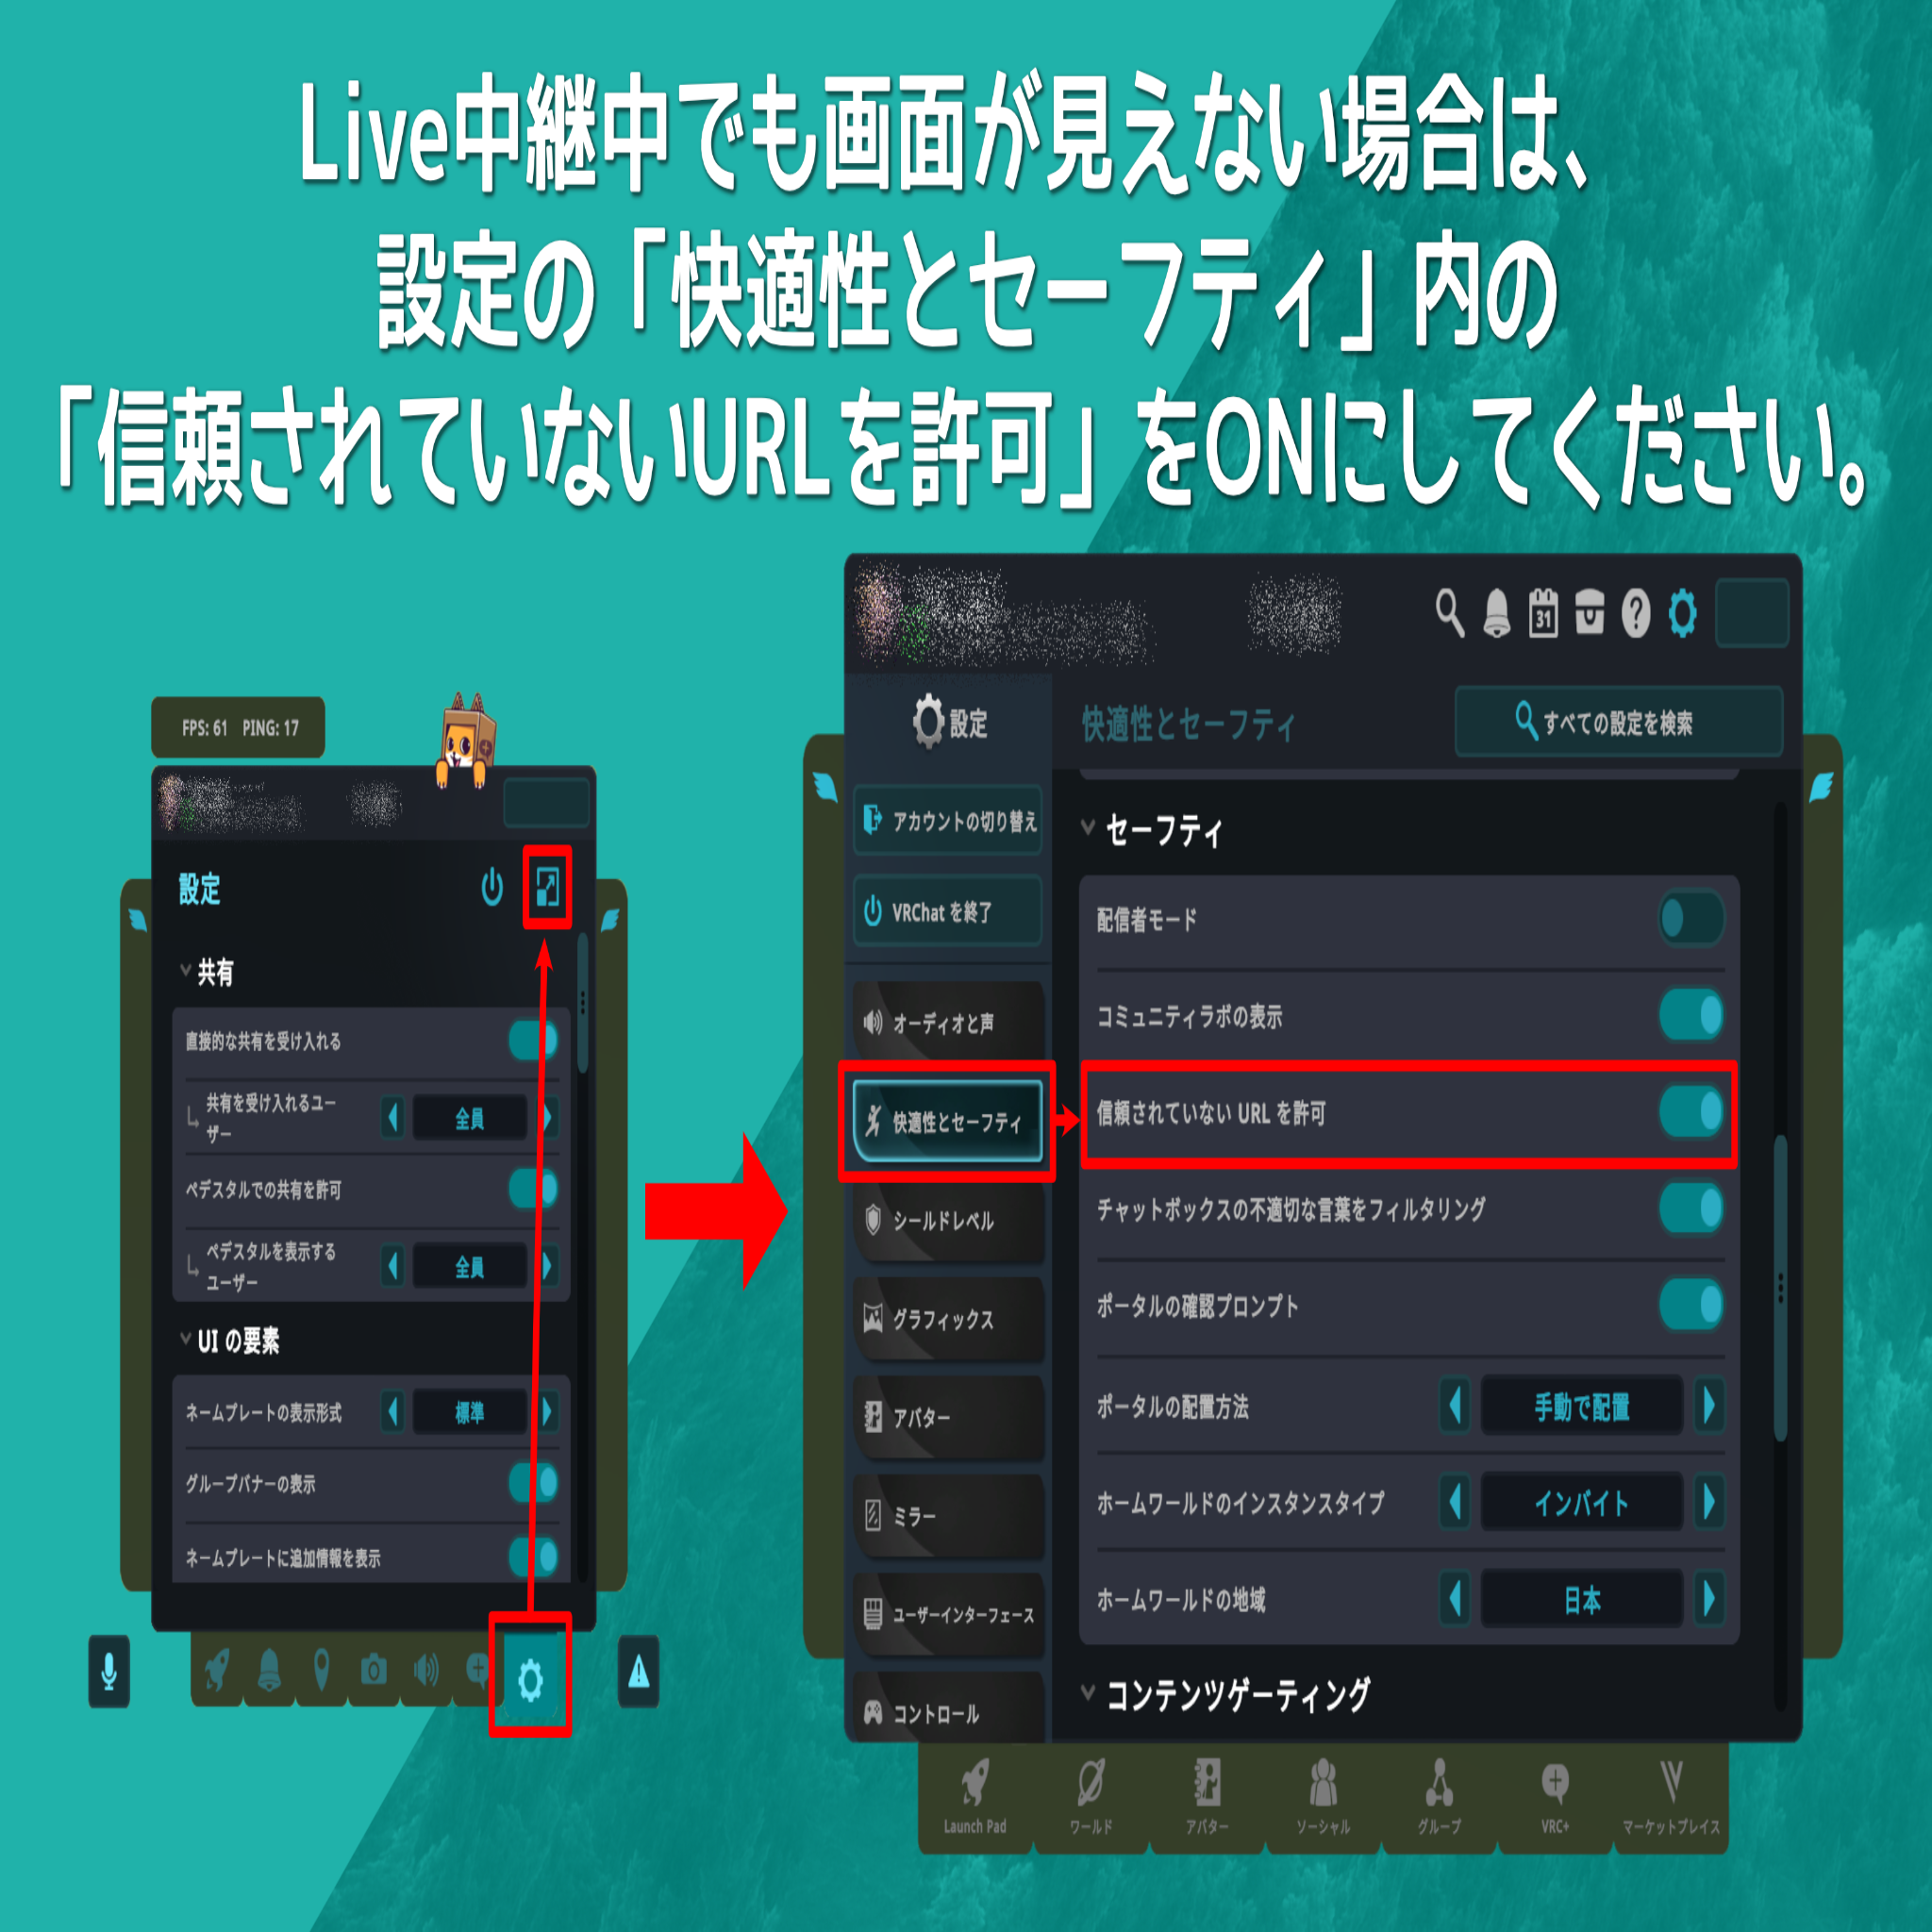 Live中継中でも画面が見えない場合は、
設定の「快適性とセーフティ」内の
「信頼されていないURLを許可」をONにしてください。
FPS: 61 PING: 17
設定
共有
直接的な共有を受け入れる
共有を受け入れるユー
ザー
全員
ペデスタルでの共有を許可
ペデスタルを表示する
ユーザー
全員
UI の要素
ネームプレートの表示形式
標準
グループバナーの表示
ネームプレートに追加情報を表示
31
設定
快適性とセーフティ
すべての設定を検索
アカウントの切り替え
VRChat を終了
オーディオと声
快適性とセーフティ
シールドレベル
グラフィックス
アバター
ミラー
ユーザーインターフェース
コントロール
セーフティ
配信者モード
コミュニティラボの表示
信頼されていない URL を許可
チャットボックスの不適切な言葉をフィルタリング
ポータルの確認プロンプト
ポータルの配置方法
手動で配置
ホームワールドのインスタンスタイプ
インバイト
ホームワールドの地域
日本
コンテンツゲーティング
Launch Pad
ワールド
アバター
ソーシャル
グループ
VRC+
マーケットプレイス